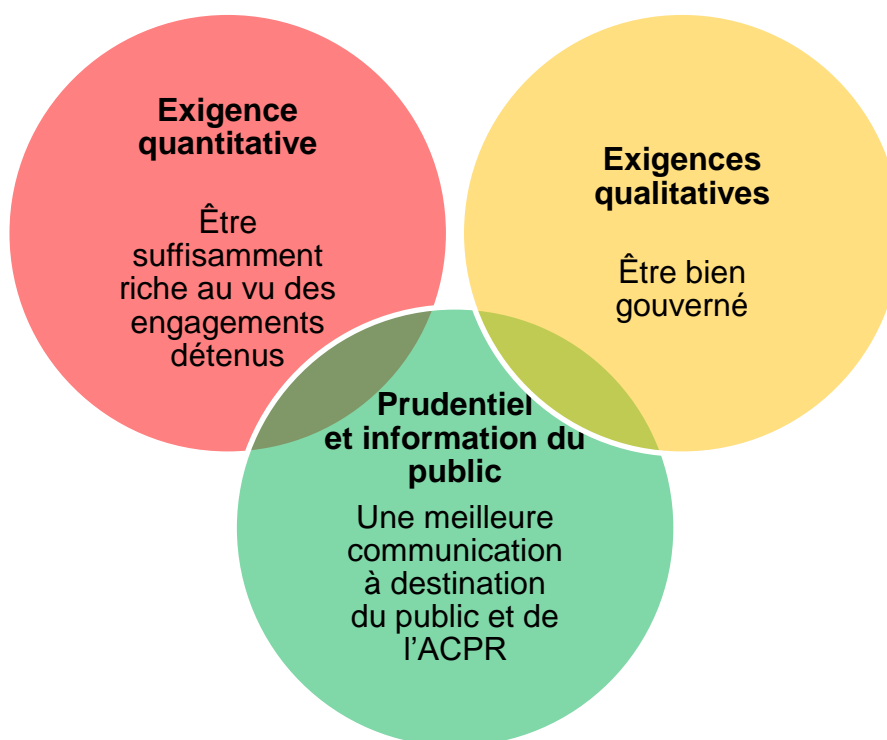 Exigence
quantitative
Être
suffisamment
riche au vu des
engagements
détenus
Exigences
qualitatives
Être bien
gouverné
Prudentiel
et information du
public
Une meilleure
communication
à destination
du public et de
l’ACPR